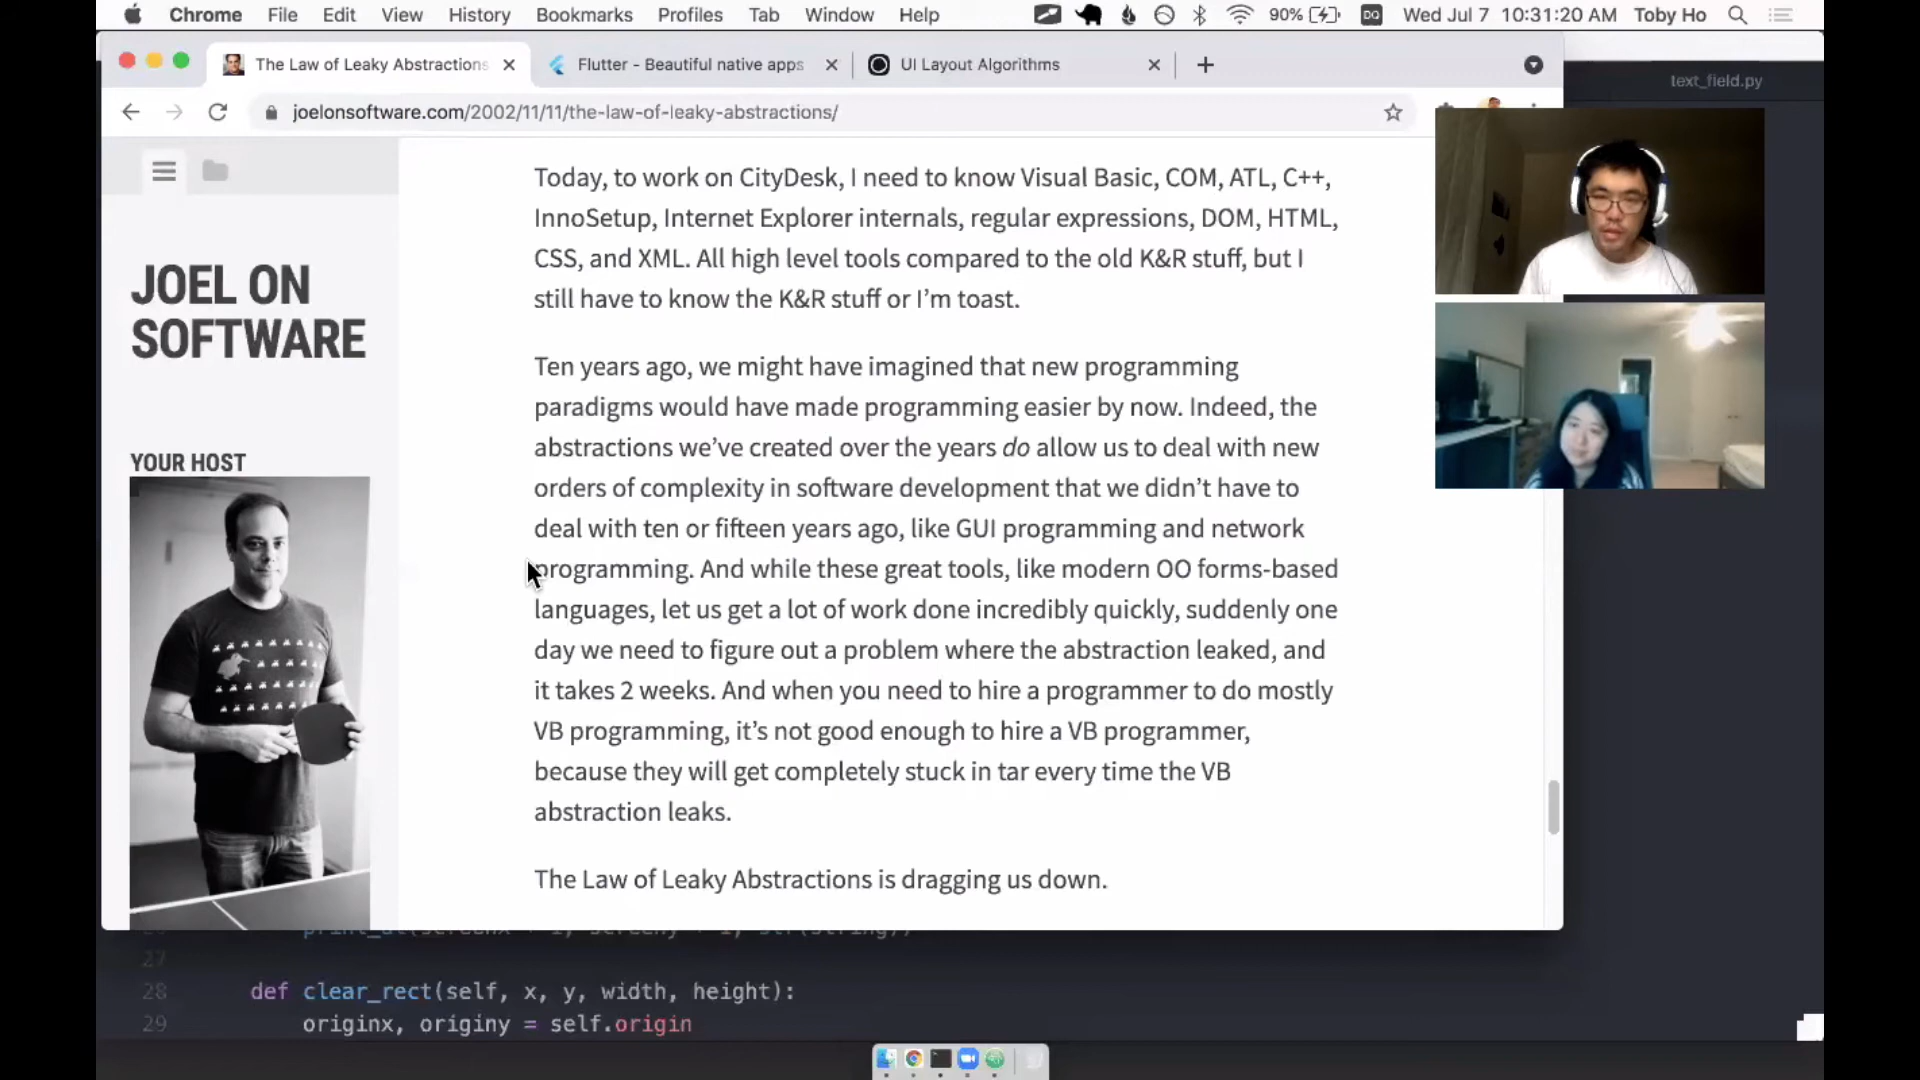 Chrome File Edit View History Bookmarks Profiles Tab Window Help 90% DQ Wed Jul 7 10:31:20 AM Toby Ho
The Law of Leaky Abstractions
Flutter - Beautiful native apps
UI Layout Algorithms
text_field.py
joelonsoftware.com/2002/11/11/the-law-of-leaky-abstractions/
JOEL ON
SOFTWARE
YOUR HOST
Today, to work on CityDesk, I need to know Visual Basic, COM, ATL, C++,
InnoSetup, Internet Explorer internals, regular expressions, DOM, HTML,
CSS, and XML. All high level tools compared to the old K&R stuff, but I
still have to know the K&R stuff or I’m toast.
Ten years ago, we might have imagined that new programming
paradigms would have made programming easier by now. Indeed, the
abstractions we’ve created over the years do allow us to deal with new
orders of complexity in software development that we didn’t have to
deal with ten or fifteen years ago, like GUI programming and network
programming. And while these great tools, like modern OO forms-based
languages, let us get a lot of work done incredibly quickly, suddenly one
day we need to figure out a problem where the abstraction leaked, and
it takes 2 weeks. And when you need to hire a programmer to do mostly
VB programming, it’s not good enough to hire a VB programmer,
because they will get completely stuck in tar every time the VB
abstraction leaks.
The Law of Leaky Abstractions is dragging us down.
27
28 def clear_rect(self, x, y, width, height):
29 originx, originy = self.origin